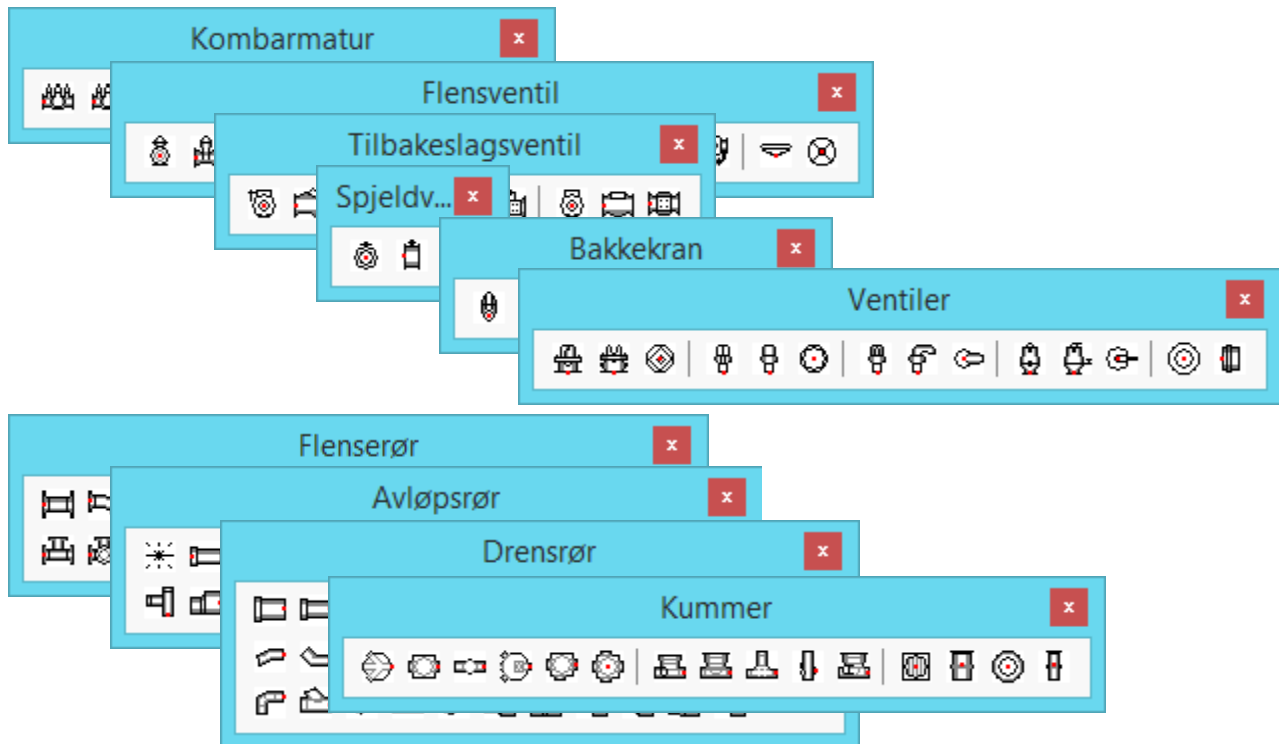 Kombarmatur
Flensventil
Tilbakeslagsventil
Spjeldv...
Bakkekran
Ventiler
Flenserør
Avløpsrør
Drensrør
Kummer